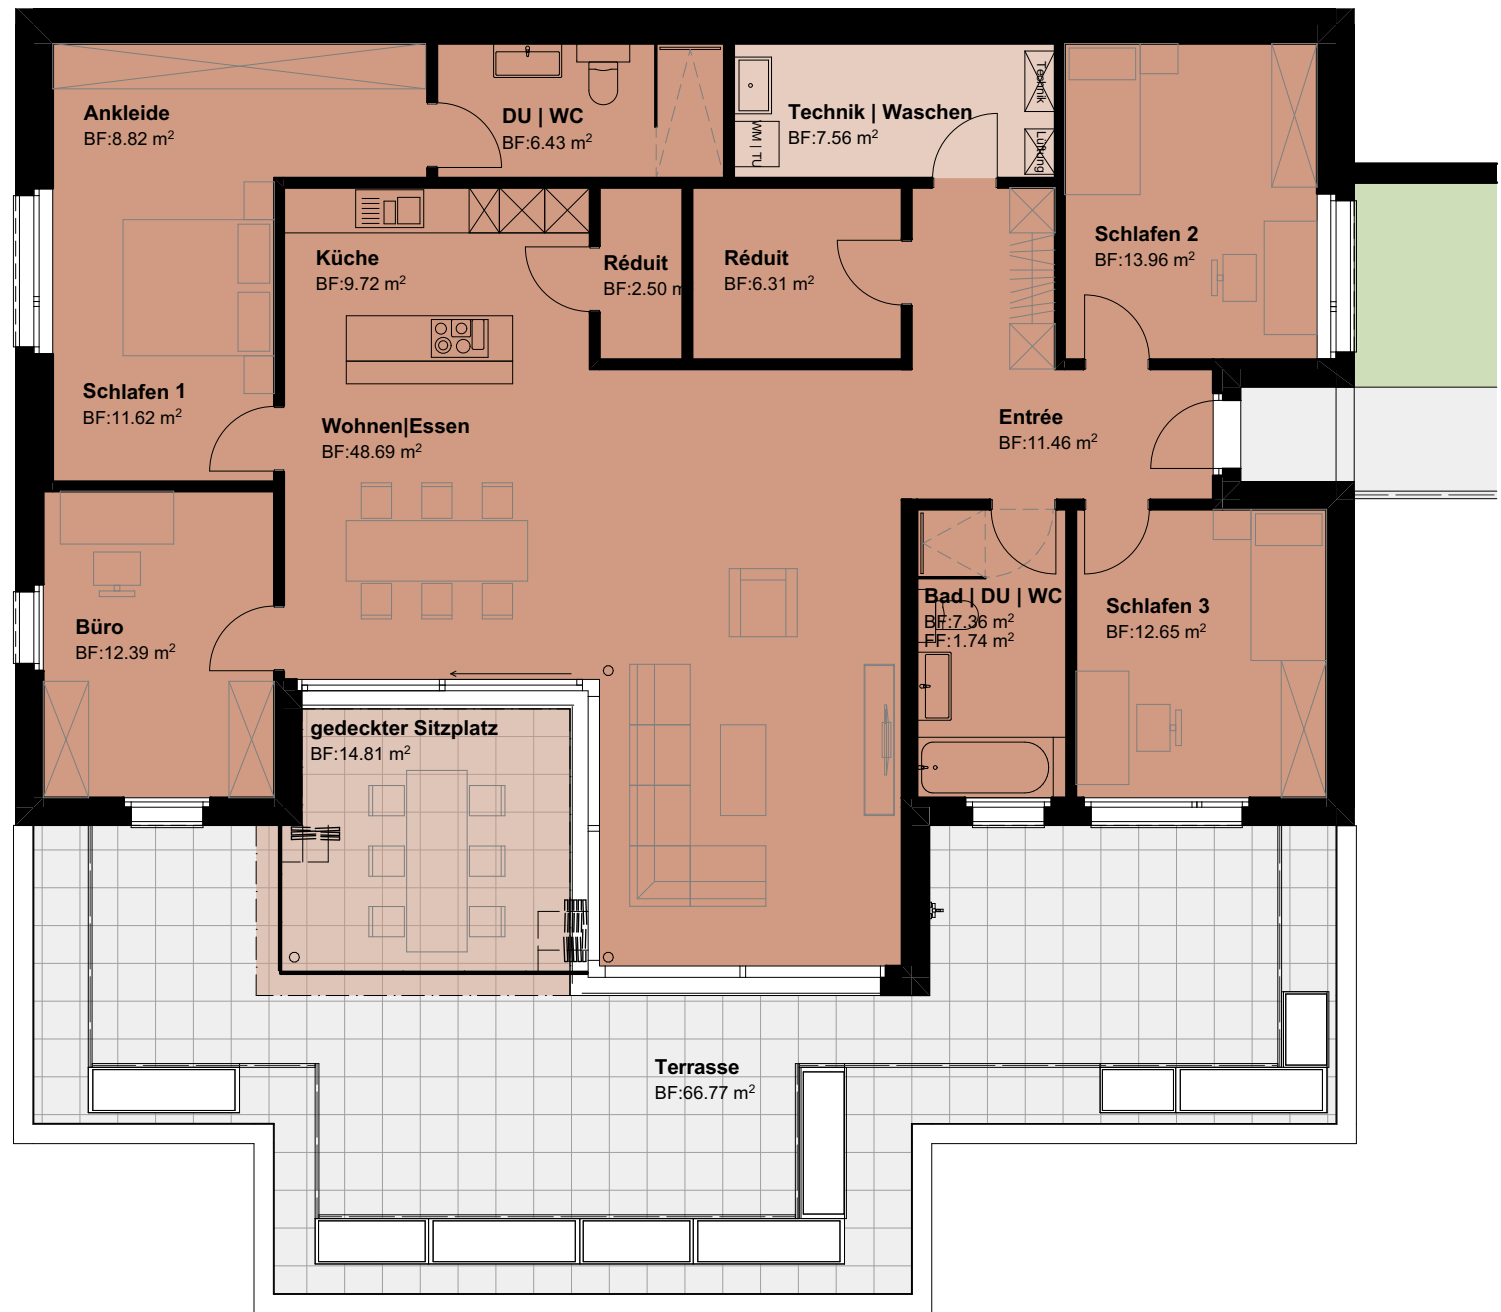 Ankleide
BF:8.82 m²
DU | WC
BF:6.43 m²
Technik | Waschen
BF:7.56 m²
WM | TU
Technik
Lüftung
Schlafen 2
BF:13.96 m²
Küche
BF:9.72 m²
Réduit
BF:2.50 m
Réduit
BF:6.31 m²
Schlafen 1
BF:11.62 m²
Wohnen|Essen
BF:48.69 m²
Entrée
BF:11.46 m²
Büro
BF:12.39 m²
Bad | DU | WC
BF:7.36 m²
FF:1.74 m²
Schlafen 3
BF:12.65 m²
gedeckter Sitzplatz
BF:14.81 m²
Terrasse
BF:66.77 m²